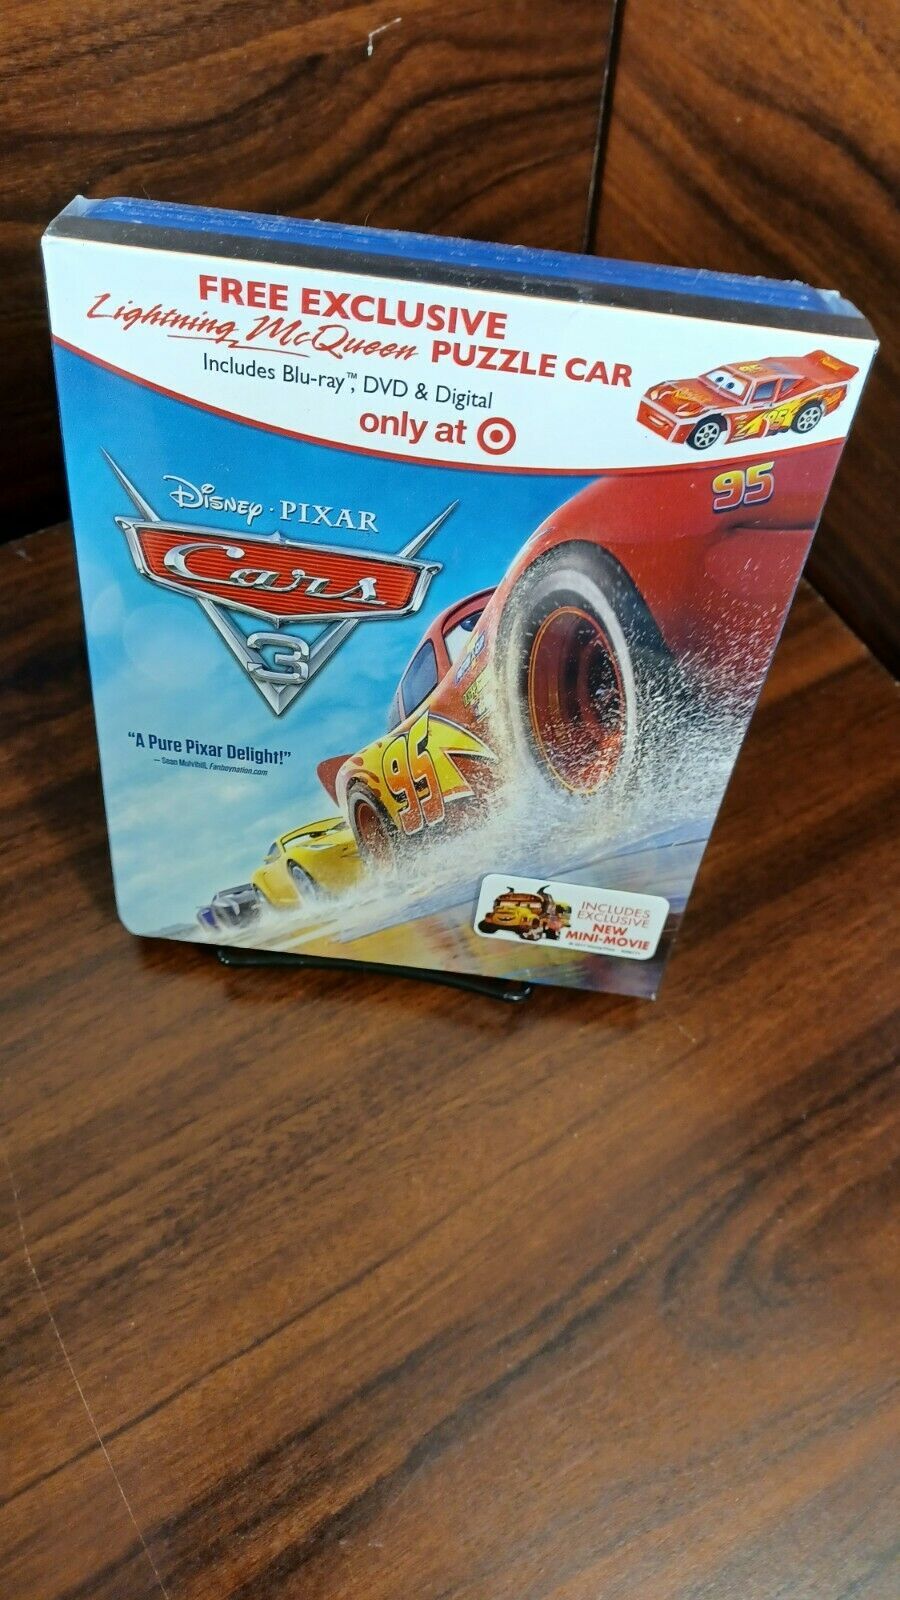 FREE EXCLUSIVE
Lightning McQueen PUZZLE CAR
Includes Blu-ray™, DVD & Digital
only at
95
Disney · PIXAR
Cars
3
95
"A Pure Pixar Delight!"
– Sean Mulvihill, Fanboynation.com
INCLUDES
EXCLUSIVE
NEW
MINI-MOVIE